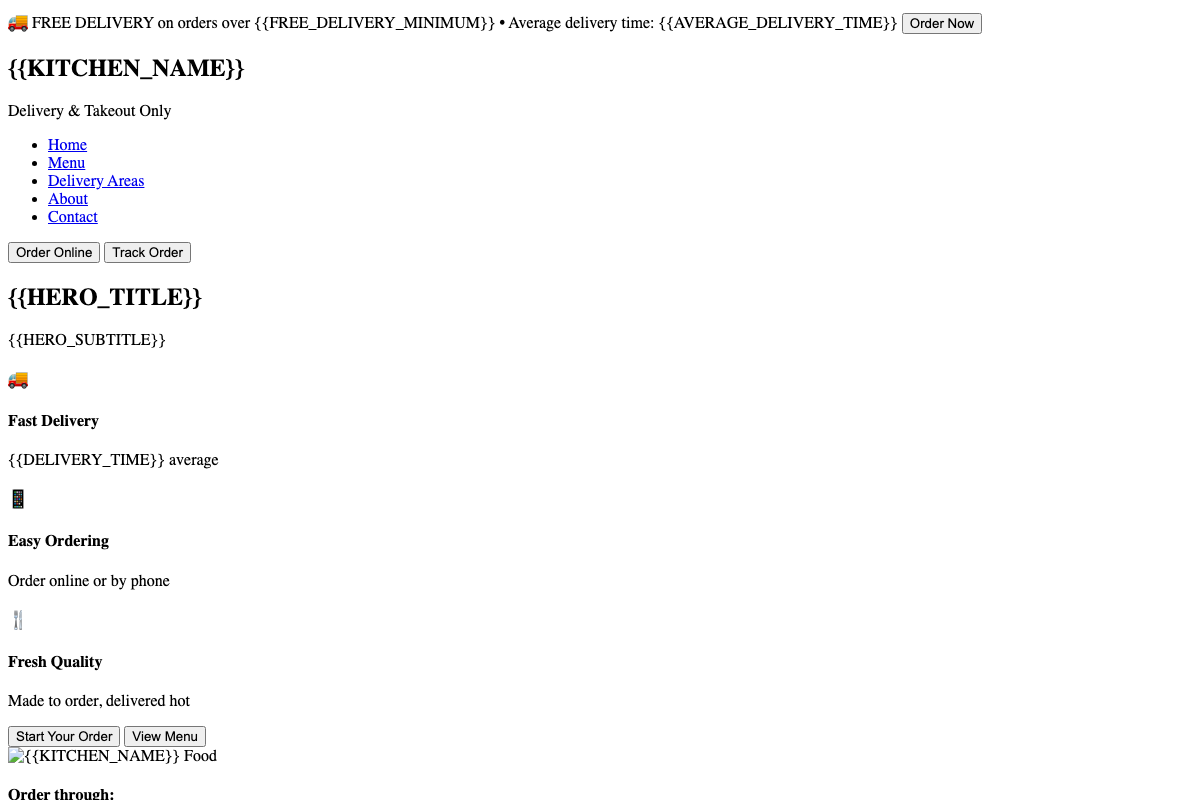 🚚 FREE DELIVERY on orders over {{FREE_DELIVERY_MINIMUM}} • Average delivery time: {{AVERAGE_DELIVERY_TIME}} Order Now
{{KITCHEN_NAME}}
Delivery & Takeout Only
• Home
• Menu
• Delivery Areas
• About
• Contact
Order Online Track Order
{{HERO_TITLE}}
{{HERO_SUBTITLE}}
🚚
Fast Delivery
{{DELIVERY_TIME}} average
📱
Easy Ordering
Order online or by phone
🍴
Fresh Quality
Made to order, delivered hot
Start Your Order View Menu
{{KITCHEN_NAME}} Food
Order through: